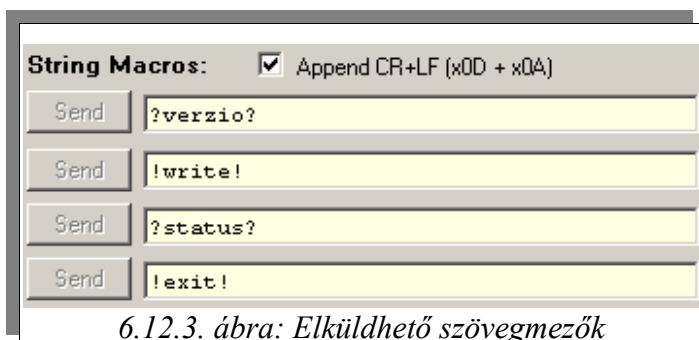 String Macros: Append CR+LF (x0D + x0A)
Send ?verzio?
Send !write!
Send ?status?
Send !exit!
6.12.3. ábra: Elküldhető szövegmezők